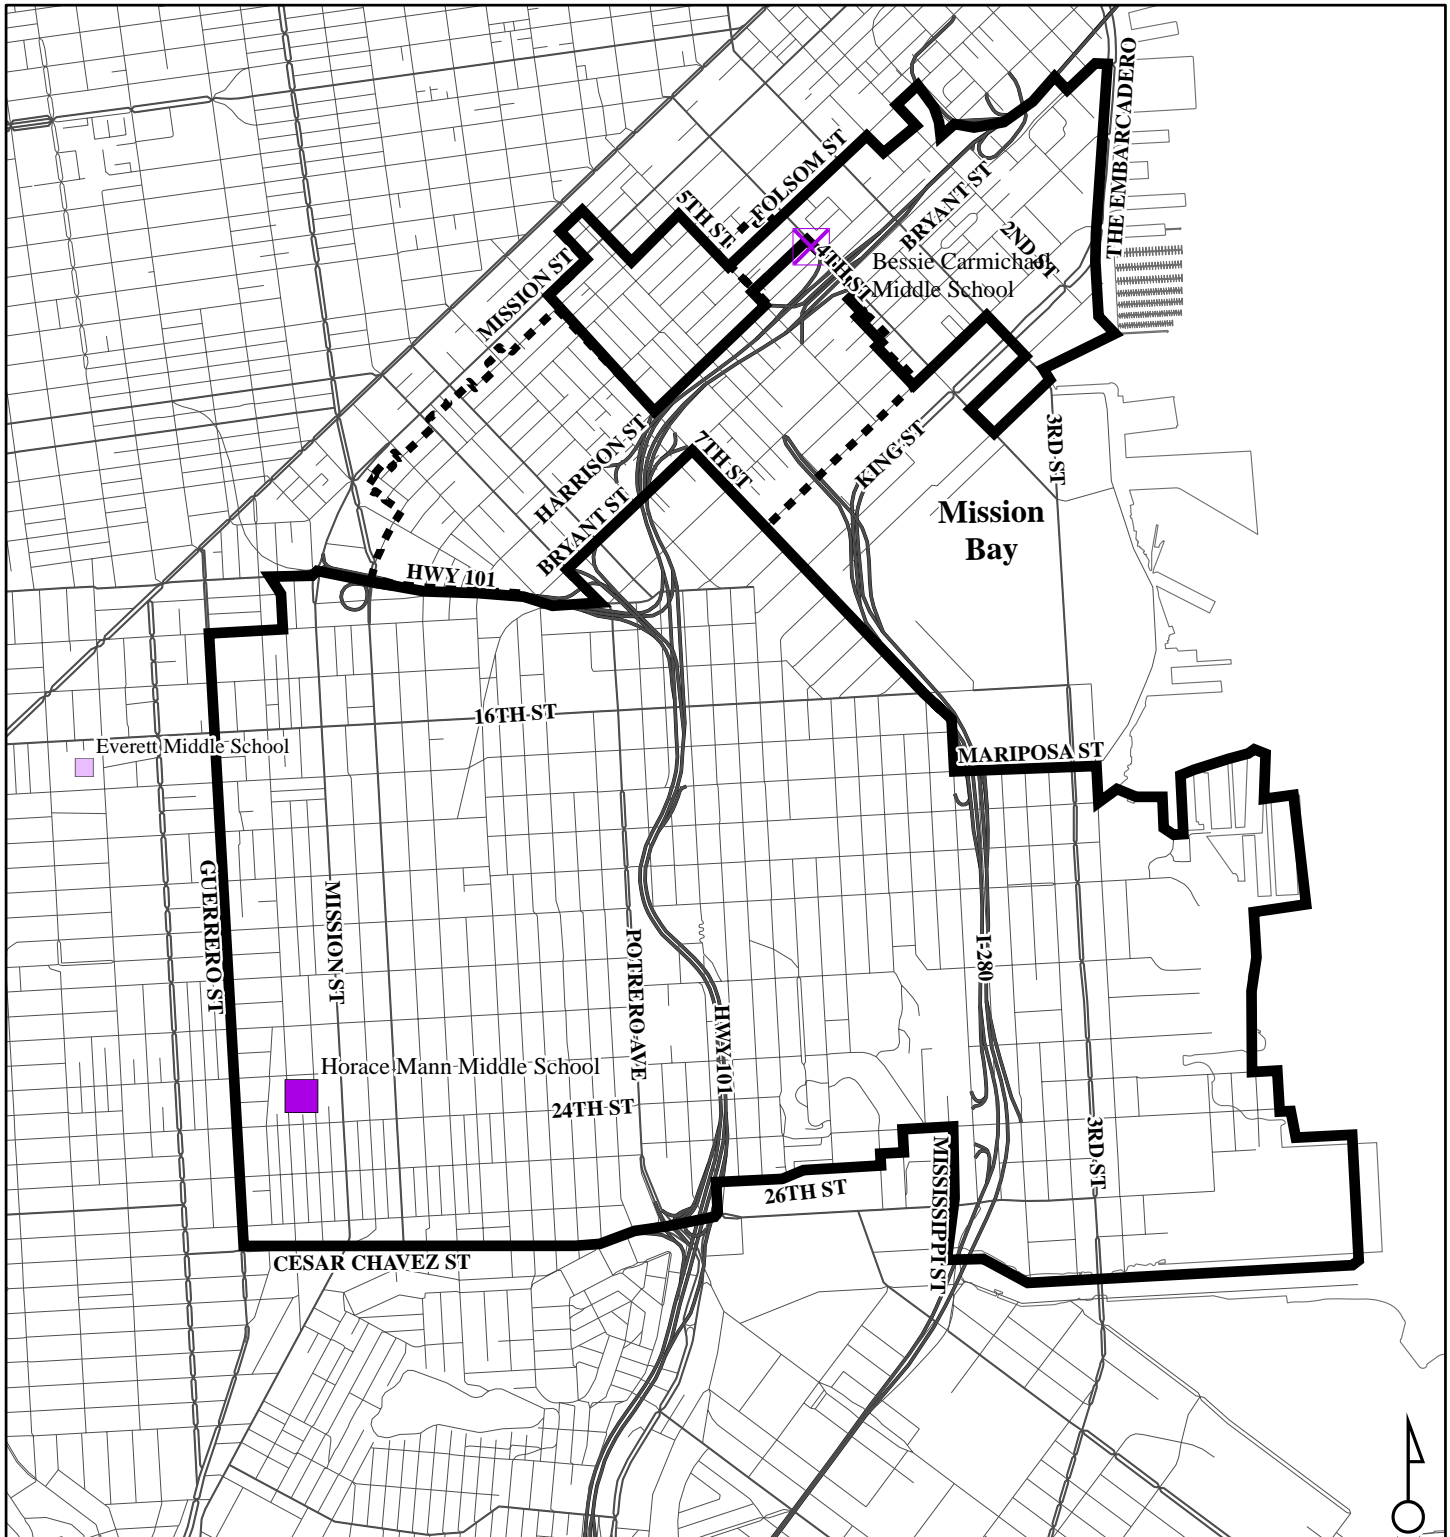 THE EMBARCADERO
FOLSOM ST
5TH ST
BRYANT ST
2ND ST
4TH ST
Bessie Carmichael
Middle School
MISSION ST
HARRISON ST
BRYANT ST
7TH ST
KING ST
3RD ST
Mission
Bay
HWY 101
16TH ST
Everett Middle School
MARIPOSA ST
GUERRERO ST
MISSION ST
POTRERO AVE
HWY 101
I-280
Horace Mann Middle School
24TH ST
3RD ST
26TH ST
MISSISSIPPI ST
CESAR CHAVEZ ST